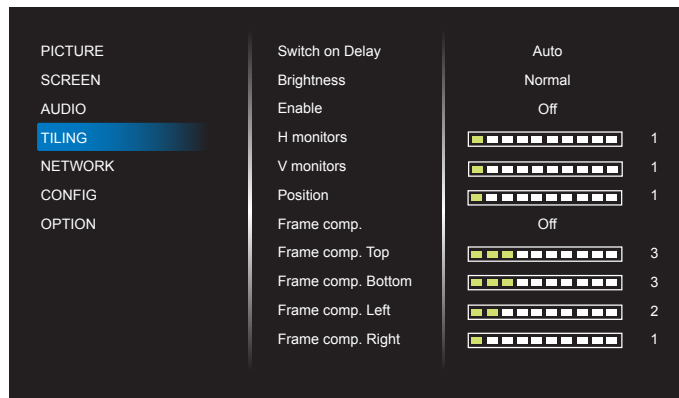 PICTURE
SCREEN
AUDIO
TILING
NETWORK
CONFIG
OPTION
Switch on Delay Auto
Brightness Normal
Enable Off
H monitors 1
V monitors 1
Position 1
Frame comp. Off
Frame comp. Top 3
Frame comp. Bottom 3
Frame comp. Left 2
Frame comp. Right 1